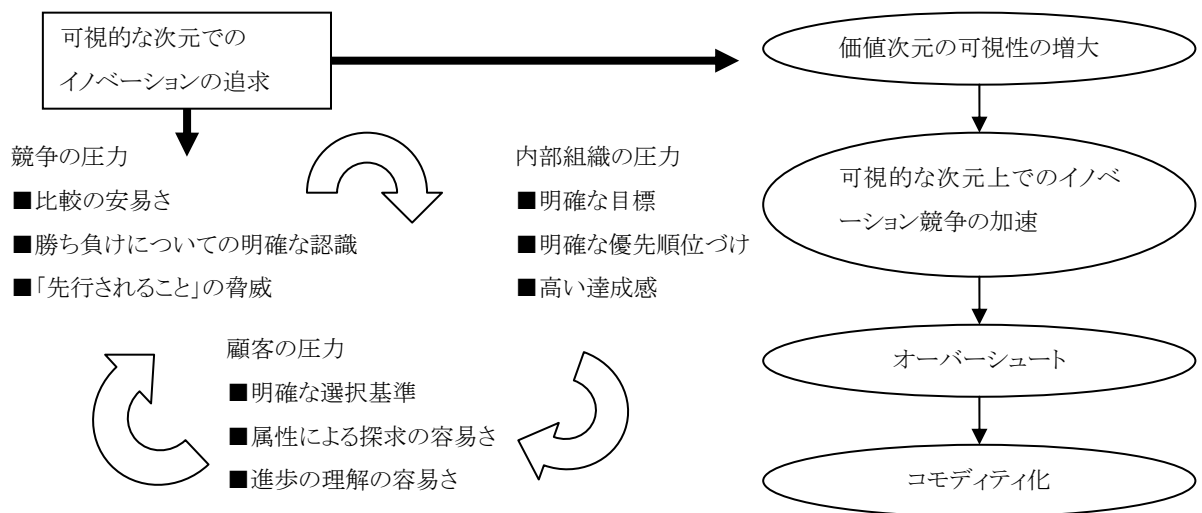 可視的な次元での
イノベーションの追求
競争の圧力
■比較の安易さ
■勝ち負けについての明確な認識
■「先行されること」の脅威
内部組織の圧力
■明確な目標
■明確な優先順位づけ
■高い達成感
顧客の圧力
■明確な選択基準
■属性による探求の容易さ
■進歩の理解の容易さ
価値次元の可視性の増大
可視的な次元上でのイノベ
ーション競争の加速
オーバーシュート
コモディティ化